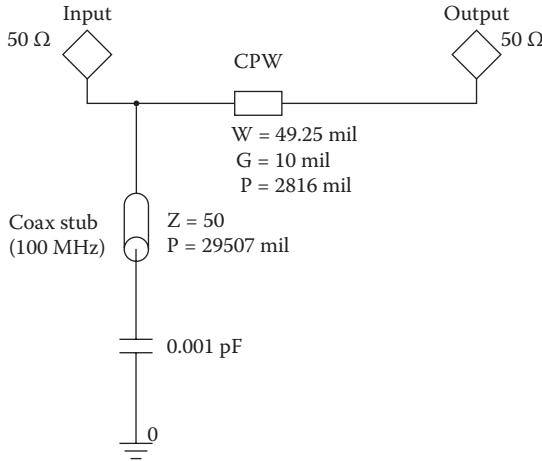 Input
Output
50 Ω
50 Ω
CPW
W = 49.25 mil
G = 10 mil
P = 2816 mil
Coax stub
(100 MHz)
Z = 50
P = 29507 mil
0.001 pF
0